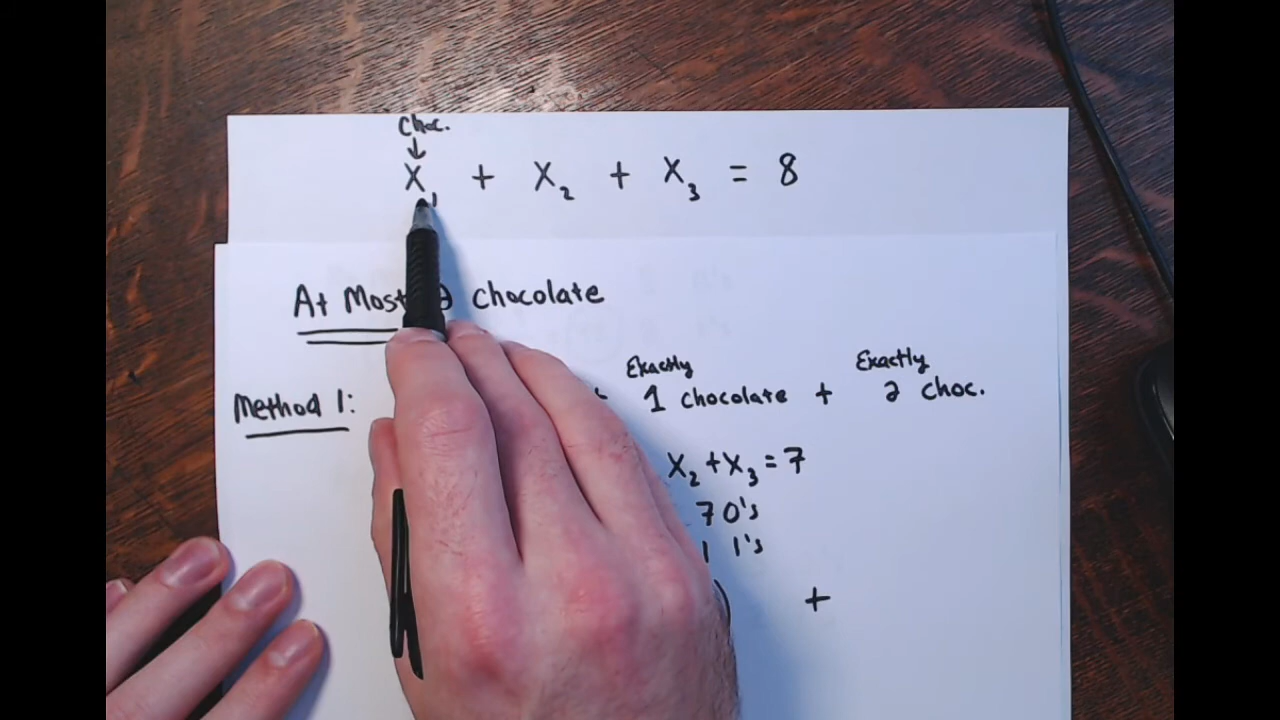 Choc.
↓
X₁ + X₂ + X₃ = 8
At Most 2 chocolate
Method 1: + Exactly 1 chocolate + Exactly 2 choc.
X₂ + X₃ = 7
7 0's
1 1's
) +